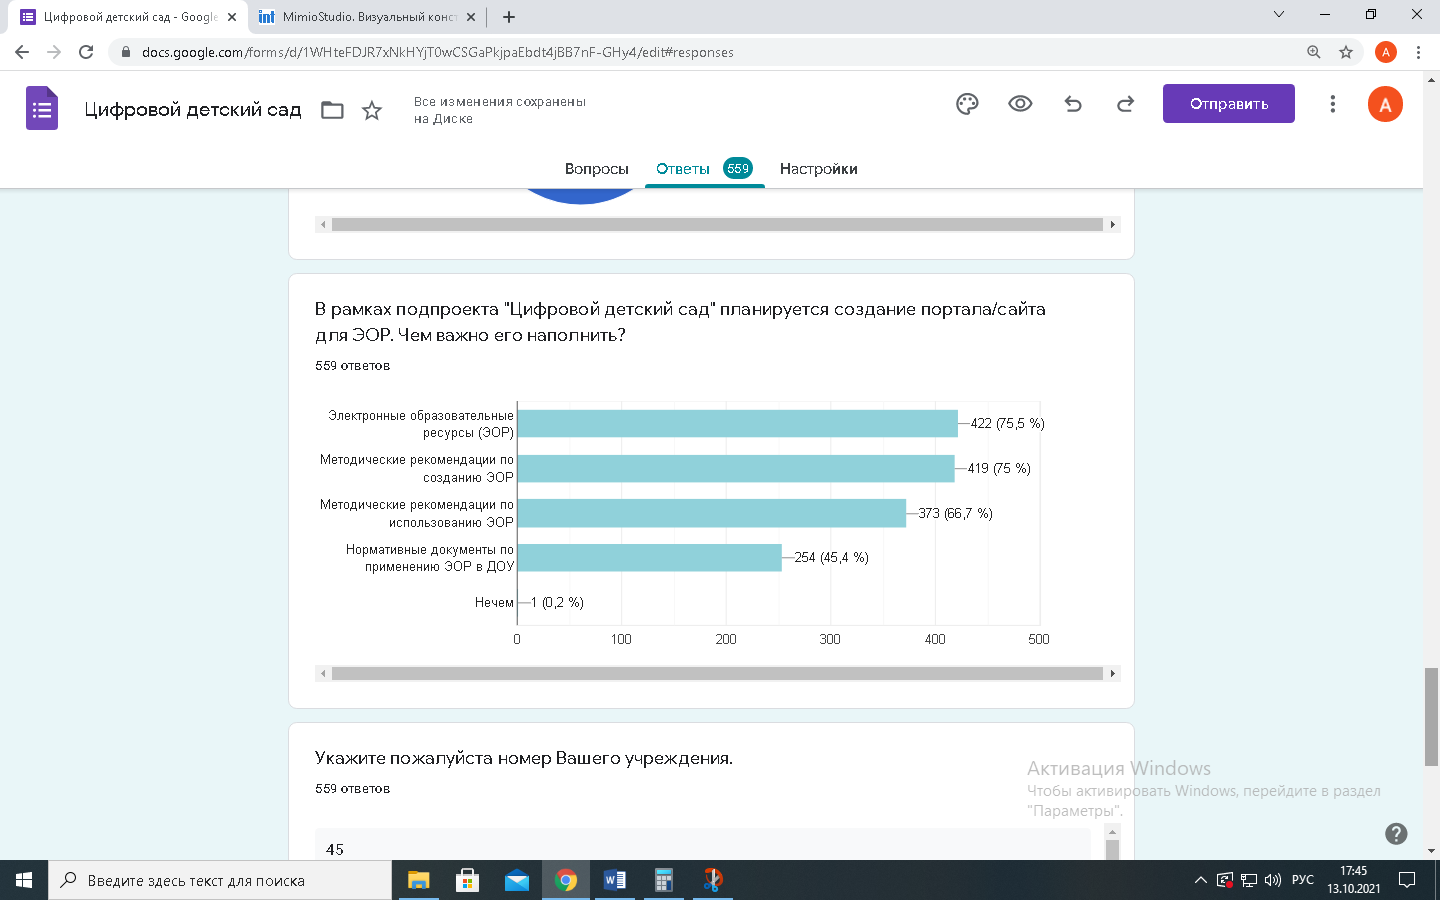 Цифровой детский сад - Google
MimioStudio. Визуальный конст
docs.google.com/forms/d/1WHteFDJR7xNkHYjT0wCSGaPkjpaEbdt4jBB7nF-GHy4/edit#responses
A
Цифровой детский сад
Все изменения сохранены
на Диске
Отправить
A
Вопросы
Ответы
559
Настройки
В рамках подпроекта "Цифровой детский сад" планируется создание портала/сайта
для ЭОР. Чем важно его наполнить?
559 ответов
Электронные образовательные
ресурсы (ЭОР)
422 (75,5 %)
Методические рекомендации по
созданию ЭОР
419 (75 %)
Методические рекомендации по
использованию ЭОР
373 (66,7 %)
Нормативные документы по
применению ЭОР в ДОУ
254 (45,4 %)
Нечем
1 (0,2 %)
0 100 200 300 400 500
Укажите пожалуйста номер Вашего учреждения.
559 ответов
45
Активация Windows
Чтобы активировать Windows, перейдите в раздел
"Параметры".
Введите здесь текст для поиска
РУС
17:45
13.10.2021